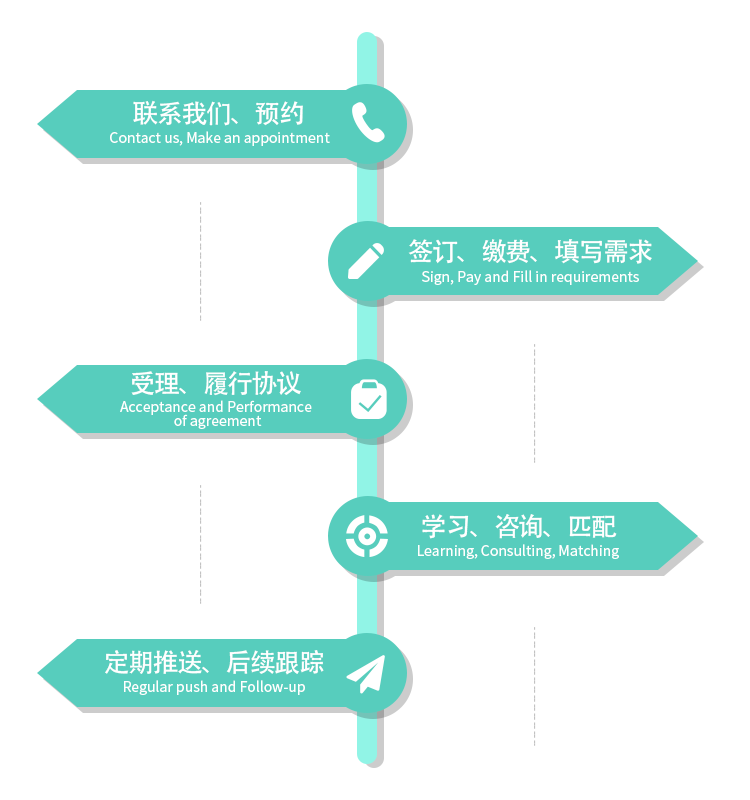 联系我们、预约
Contact us, Make an appointment
签订、缴费、填写需求
Sign, Pay and Fill in requirements
受理、履行协议
Acceptance and Performance
of agreement
学习、咨询、匹配
Learning, Consulting, Matching
定期推送、后续跟踪
Regular push and Follow-up